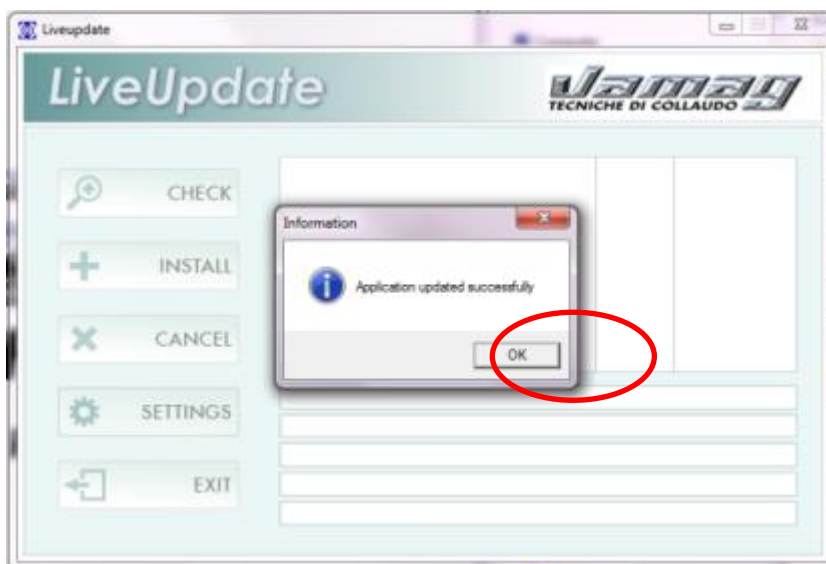 Liveupdate
LiveUpdate
vamag
TECNICHE DI COLLAUDO
CHECK
Information
INSTALL
Application updated successfully
CANCEL
OK
SETTINGS
EXIT